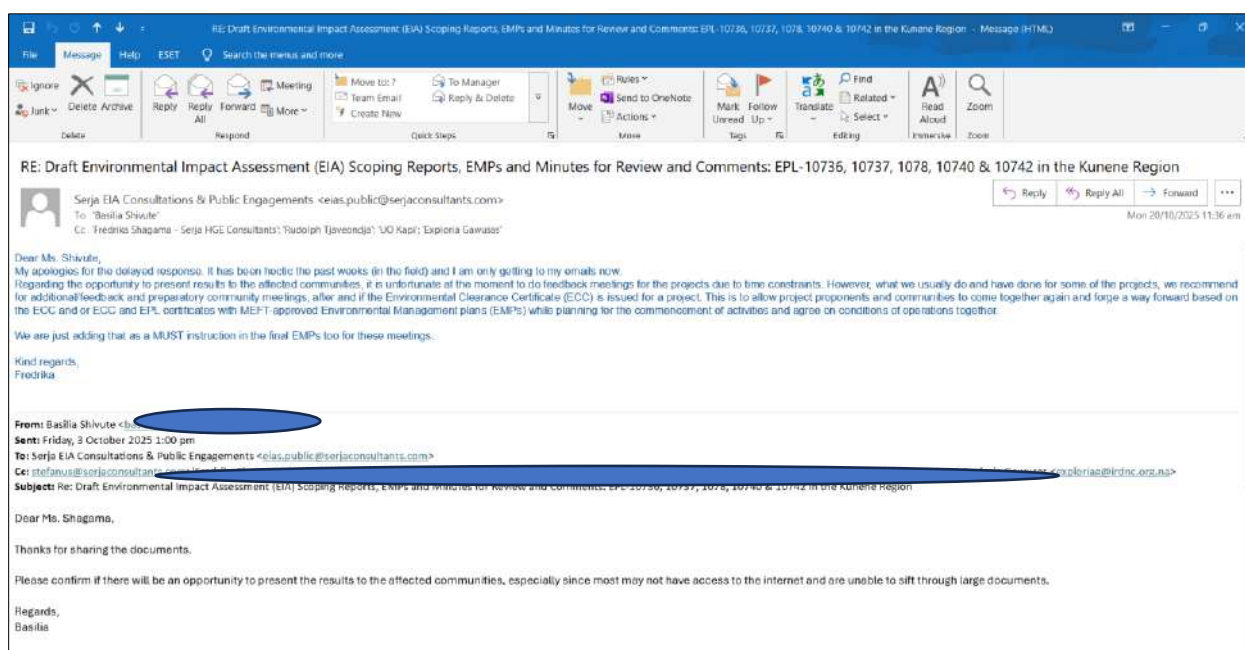 RE: Draft Environmental Impact Assessment (EIA) Scoping Reports, EMPs and Minutes for Review and Comments: EPL-10736, 10737, 1078, 10740 & 10742 in the Kunene Region - Message (HTML)
File Message Help ESET Search the menus and more
Ignore
Junk
Delete Archive
Reply Reply All Forward
Meeting
More
Move to: ?
Team Email
Create New
To Manager
Reply & Delete
Move
Rules
Send to OneNote
Actions
Mark Unread
Follow Up
Translate
Find
Related
Select
Read Aloud
Zoom
Delete Respond Quick Steps Move Tags Editing Immersive Zoom
RE: Draft Environmental Impact Assessment (EIA) Scoping Reports, EMPs and Minutes for Review and Comments: EPL-10736, 10737, 1078, 10740 & 10742 in the Kunene Region
Serja EIA Consultations & Public Engagements <eias.public@serjaconsultants.com>
Reply Reply All Forward ...
To 'Basilia Shivute'
Mon 20/10/2025 11:36 am
Cc 'Fredrika Shagama - Serja HGE Consultants'; 'Rudolph Tjaveondja'; 'UO Kapi'; 'Exploria Gawusas'
Dear Ms. Shivute,
My apologies for the delayed response. It has been hectic the past weeks (in the field) and I am only getting to my emails now.
Regarding the opportunity to present results to the affected communities, it is unfortunate at the moment to do feedback meetings for the projects due to time constraints. However, what we usually do and have done for some of the projects, we recommend
for additional/feedback and preparatory community meetings, after and if the Environmental Clearance Certificate (ECC) is issued for a project. This is to allow project proponents and communities to come together again and forge a way forward based on
the ECC and or ECC and EPL certificates with MEFT-approved Environmental Management plans (EMPs) while planning for the commencement of activities and agree on conditions of operations together.
We are just adding that as a MUST instruction in the final EMPs too for these meetings.
Kind regards,
Fredrika
From: Basilia Shivute
Sent: Friday, 3 October 2025 1:00 pm
To: Serja EIA Consultations & Public Engagements <eias.public@serjaconsultants.com>
Cc: stefanus@serjaconsultants.com <exploriag@irdnc.org.na>
Subject: Re: Draft Environmental Impact Assessment (EIA) Scoping Reports, EMPs and Minutes for Review and Comments: EPL-10736, 10737, 1078, 10740 & 10742 in the Kunene Region
Dear Ms. Shagama,
Thanks for sharing the documents.
Please confirm if there will be an opportunity to present the results to the affected communities, especially since most may not have access to the internet and are unable to sift through large documents.
Regards,
Basilia